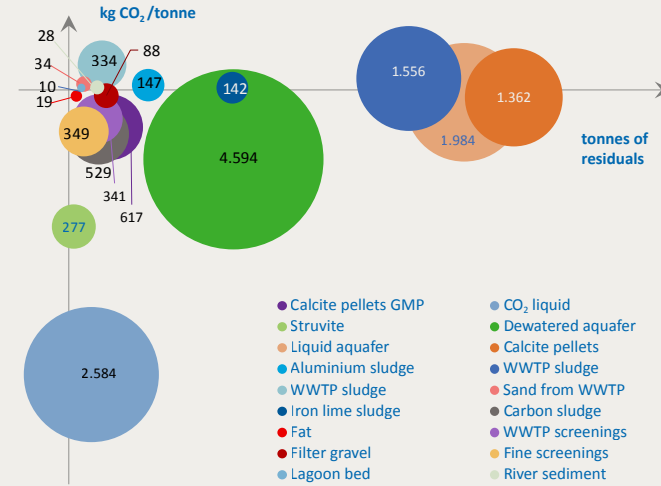 kg CO₂/tonne
28
334
88
34
10
19
147
142
1.556
1.362
1.984
tonnes of
residuals
349
529
341
617
4.594
277
2.584
Calcite pellets GMP
CO₂ liquid
Struvite
Dewatered aquafer
Liquid aquafer
Calcite pellets
Aluminium sludge
WWTP sludge
WWTP sludge
Sand from WWTP
Iron lime sludge
Carbon sludge
Fat
WWTP screenings
Filter gravel
Fine screenings
Lagoon bed
River sediment